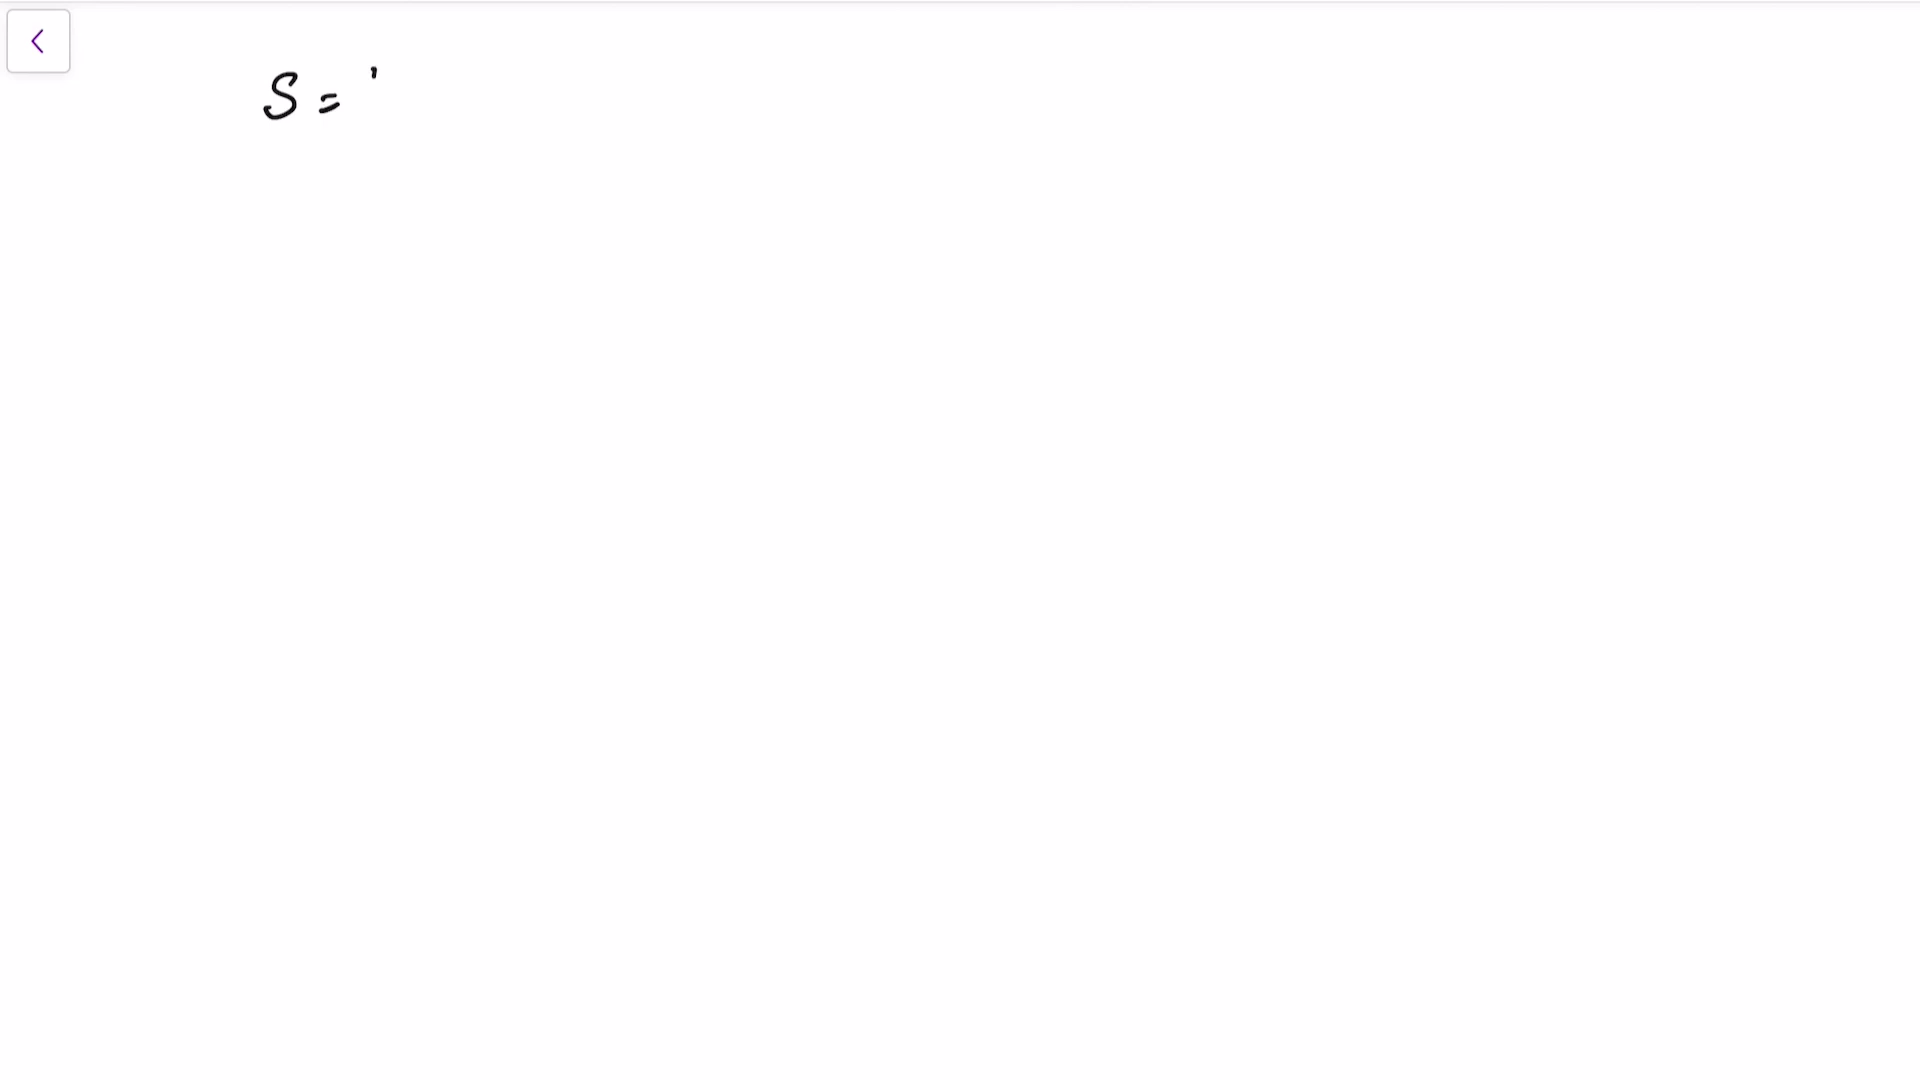 S = '